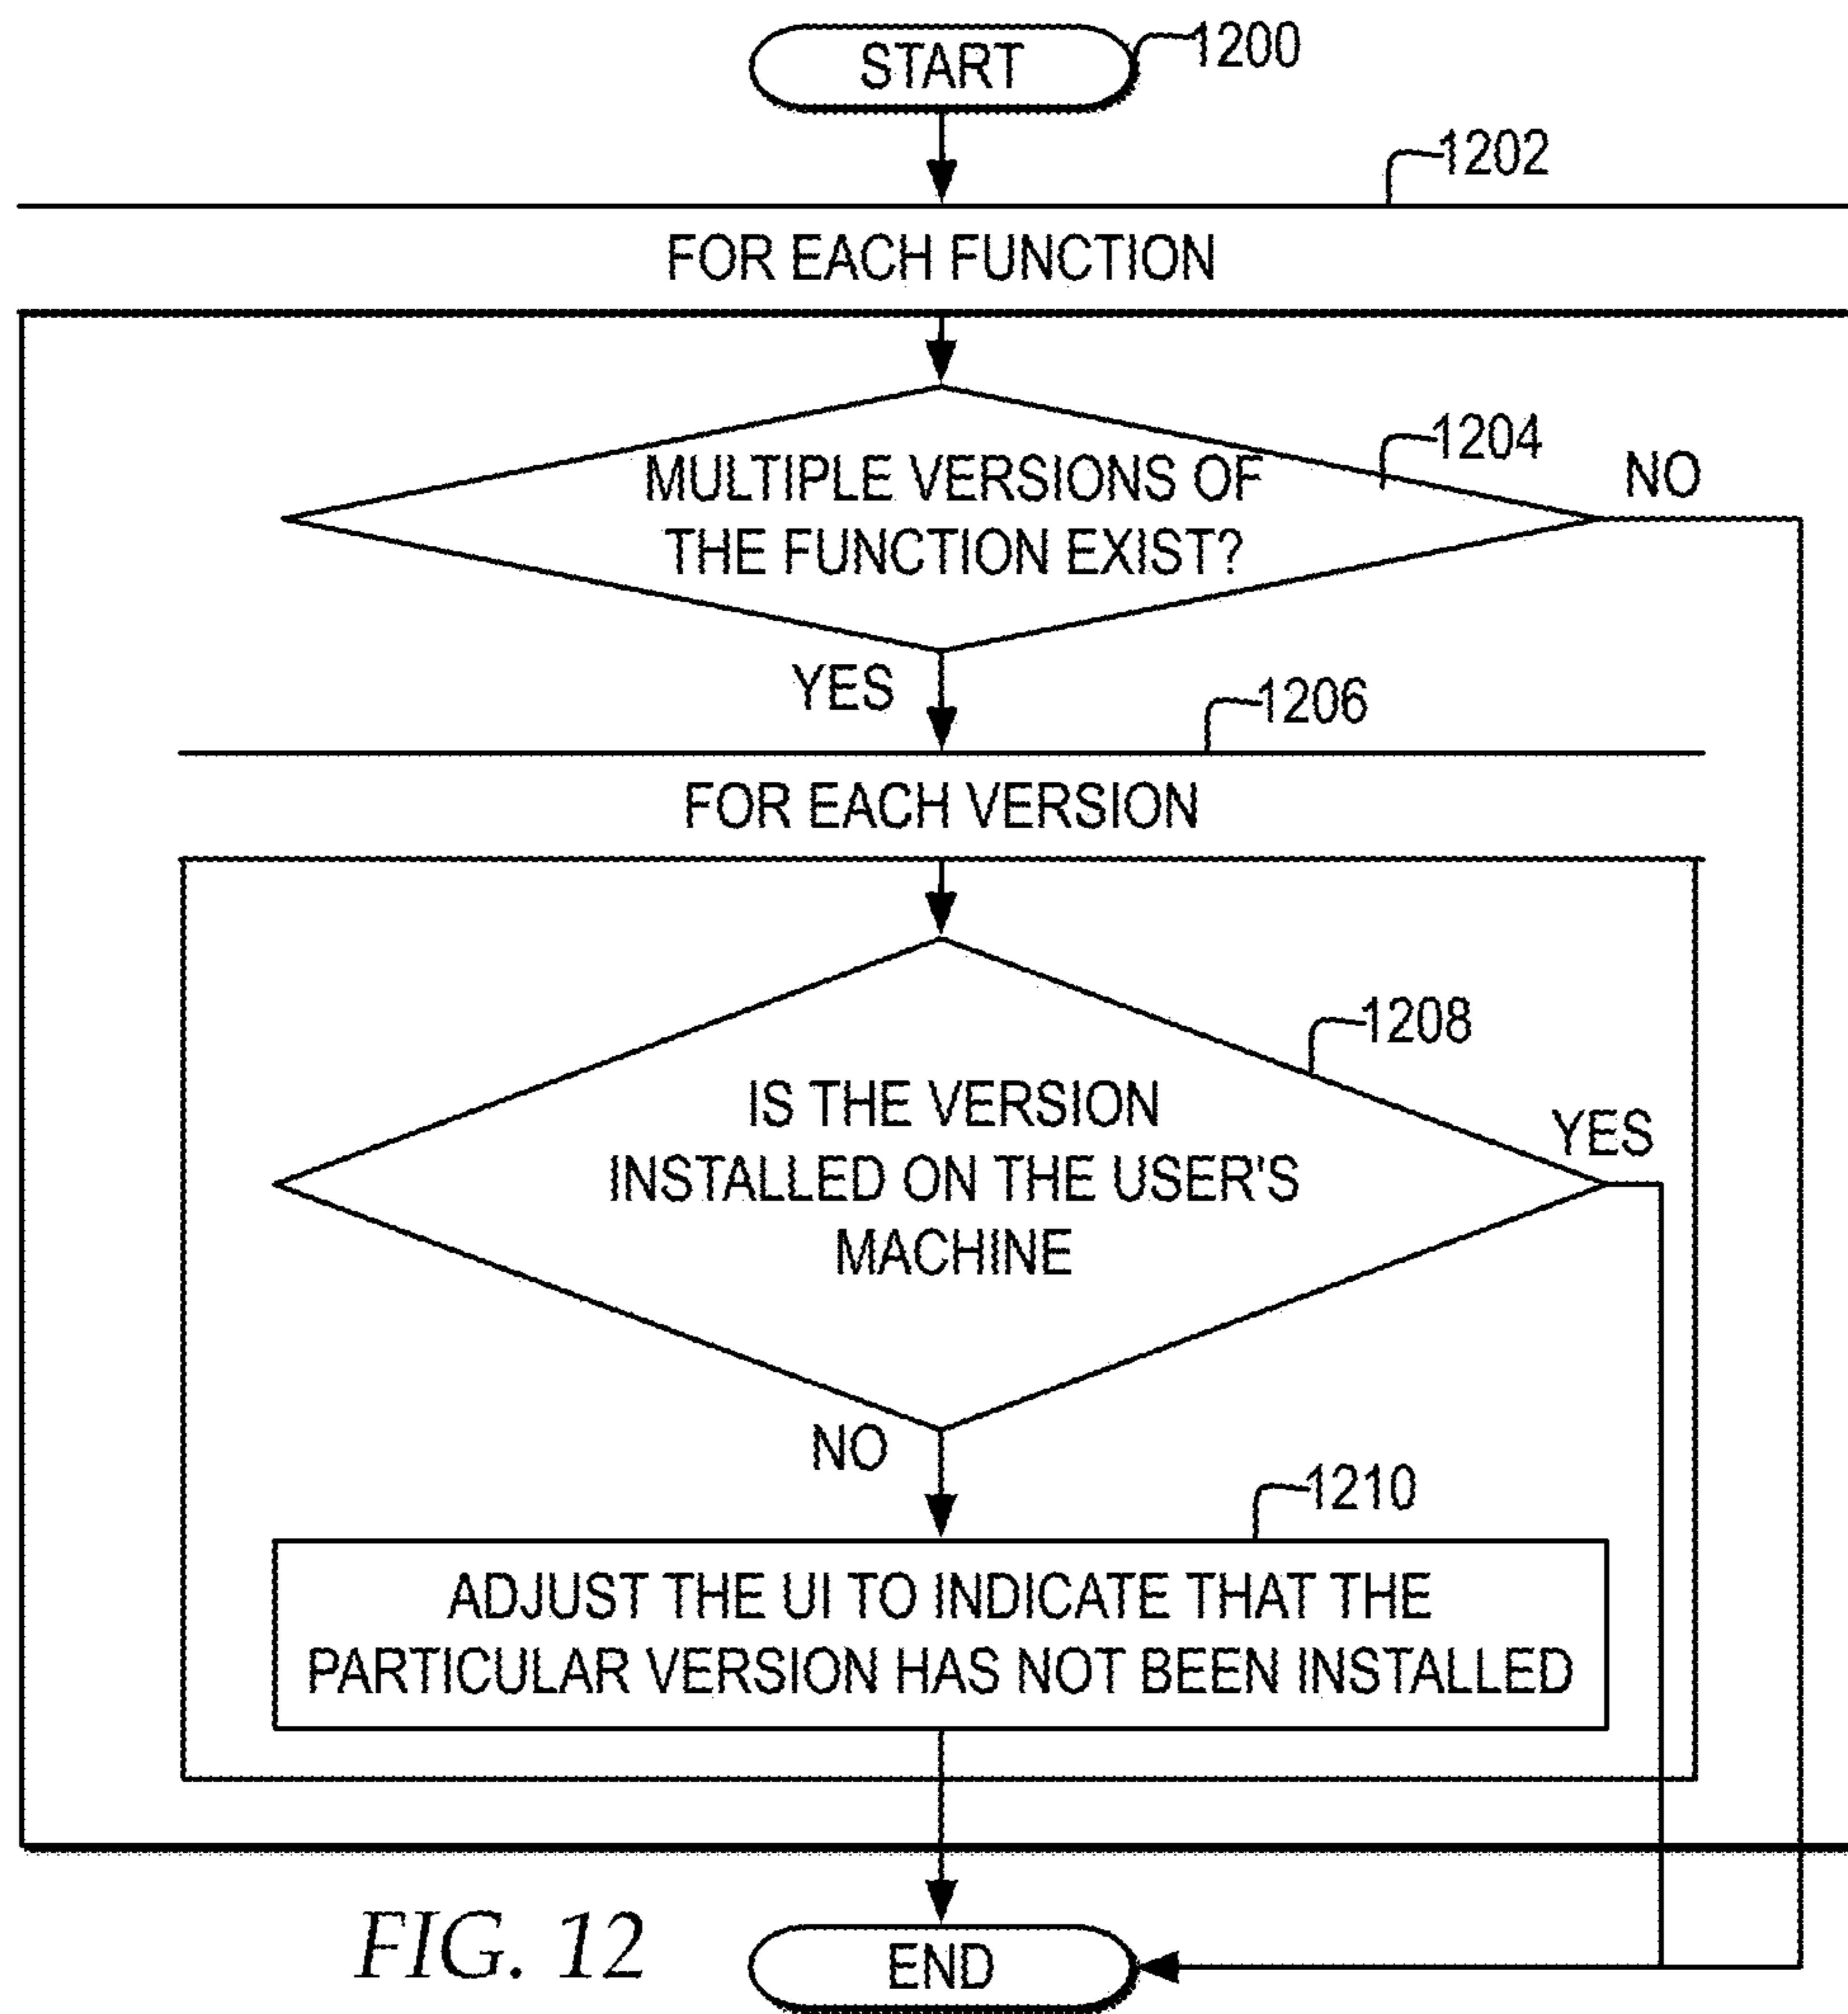 START
1200
1202
FOR EACH FUNCTION
1204
MULTIPLE VERSIONS OF
THE FUNCTION EXIST?
NO
YES
1206
FOR EACH VERSION
1208
IS THE VERSION
INSTALLED ON THE USER'S
MACHINE
YES
NO
1210
ADJUST THE UI TO INDICATE THAT THE
PARTICULAR VERSION HAS NOT BEEN INSTALLED
FIG. 12
END